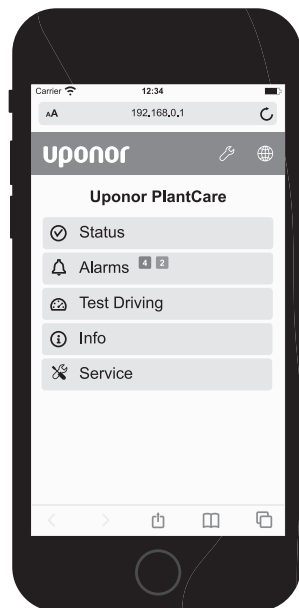 Carrier 12:34
AA 192.168.0.1
uponor
Uponor PlantCare
Status
Alarms 4 2
Test Driving
Info
Service